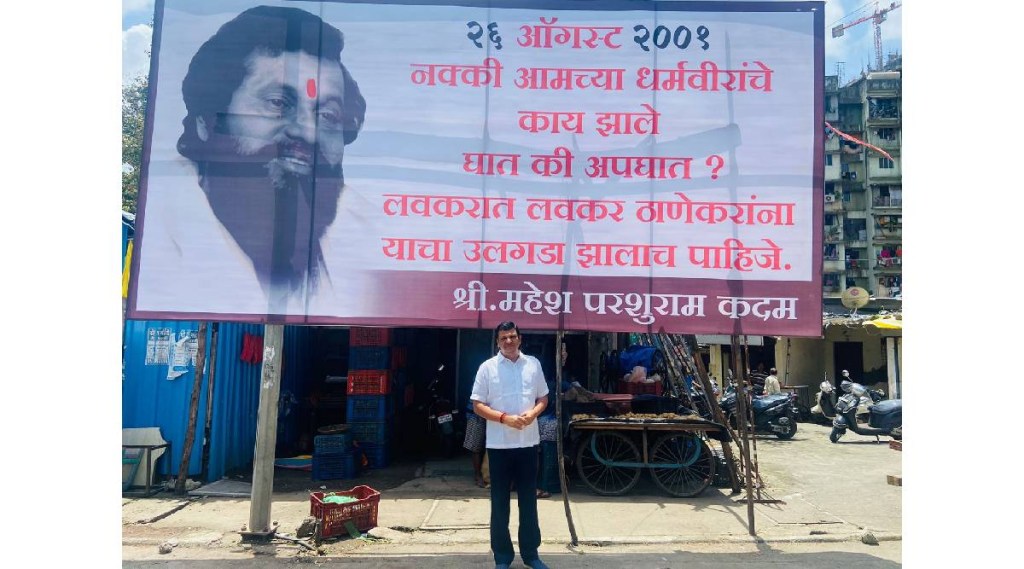 २६ ऑगस्ट २००१
नक्की आमच्या धर्मवीरांचे
काय झाले
घात की अपघात ?
लवकरात लवकर ठाणेकरांना
याचा उलगडा झालाच पाहिजे.
श्री.महेश परशुराम कदम